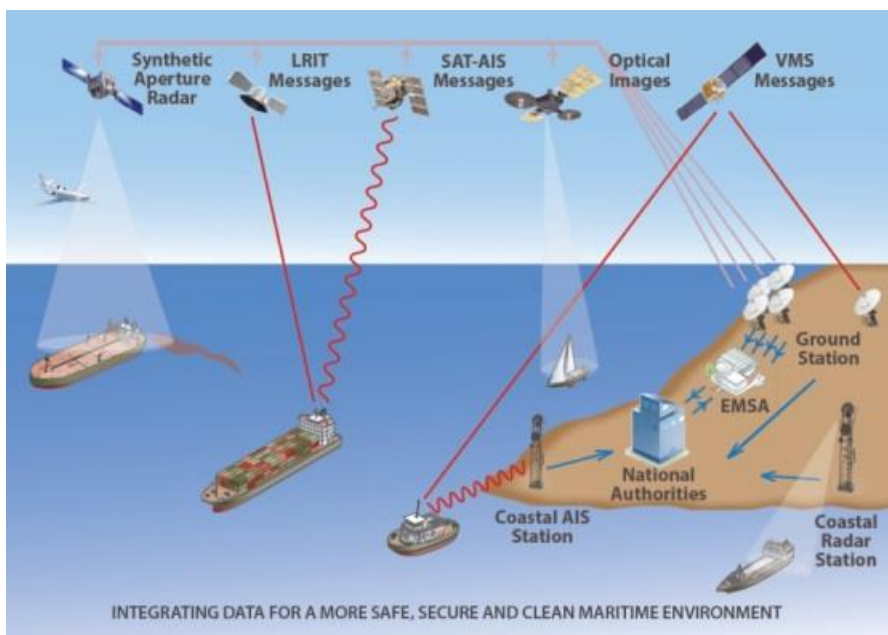 Synthetic
Aperture
Radar
LRIT
Messages
SAT-AIS
Messages
Optical
Images
VMS
Messages
Ground
Station
EMSA
National
Authorities
Coastal AIS
Station
Coastal
Radar
Station
INTEGRATING DATA FOR A MORE SAFE, SECURE AND CLEAN MARITIME ENVIRONMENT